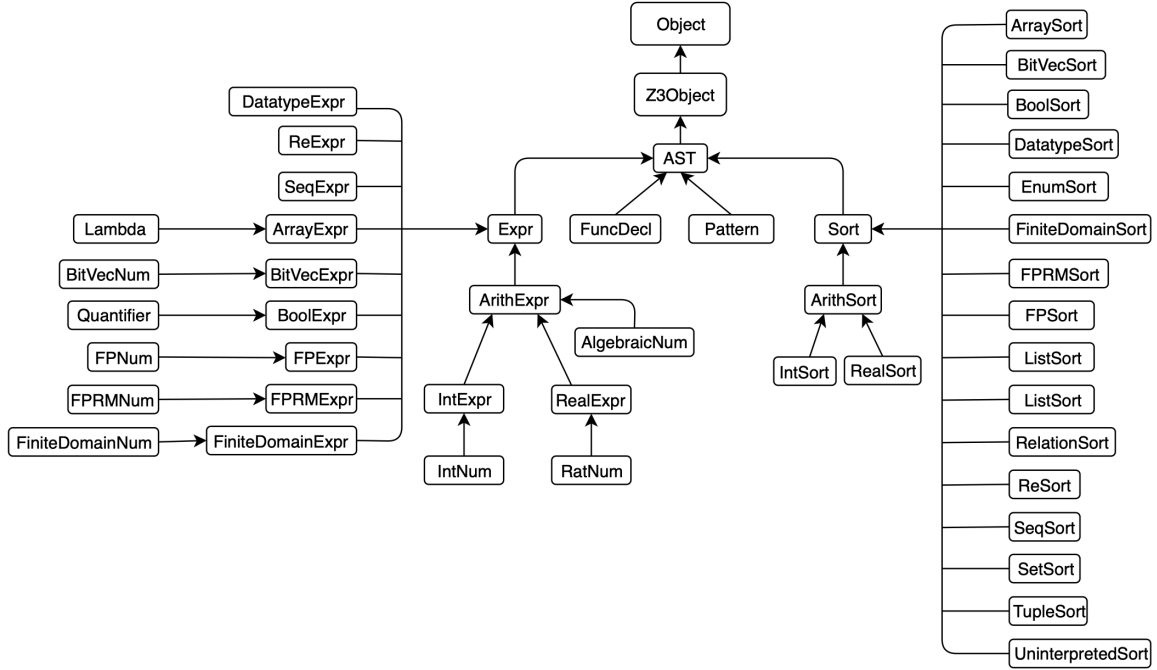 Object
Z3Object
AST
Expr
FuncDecl
Pattern
Sort
ArithExpr
AlgebraicNum
IntExpr
RealExpr
IntNum
RatNum
ArithSort
IntSort
RealSort
DatatypeExpr
ReExpr
SeqExpr
Lambda
ArrayExpr
BitVecNum
BitVecExpr
Quantifier
BoolExpr
FPNum
FPExpr
FPRMNum
FPRMExpr
FiniteDomainNum
FiniteDomainExpr
ArraySort
BitVecSort
BoolSort
DatatypeSort
EnumSort
FiniteDomainSort
FPRMSort
FPSort
ListSort
ListSort
RelationSort
ReSort
SeqSort
SetSort
TupleSort
UninterpretedSort